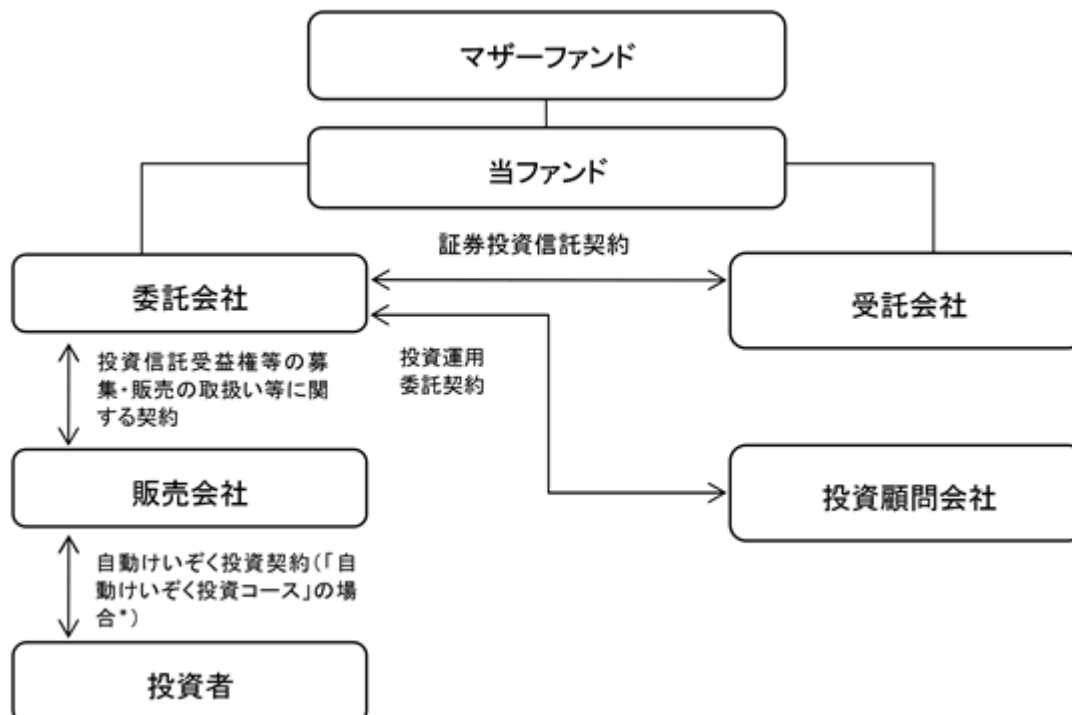 マザーファンド
当ファンド
証券投資信託契約
委託会社
受託会社
投資信託受益権等の募
集・販売の取扱い等に関
する契約
投資運用
委託契約
販売会社
投資顧問会社
自動けいぞく投資契約(「自
動けいぞく投資コース」の場
合*)
投資者